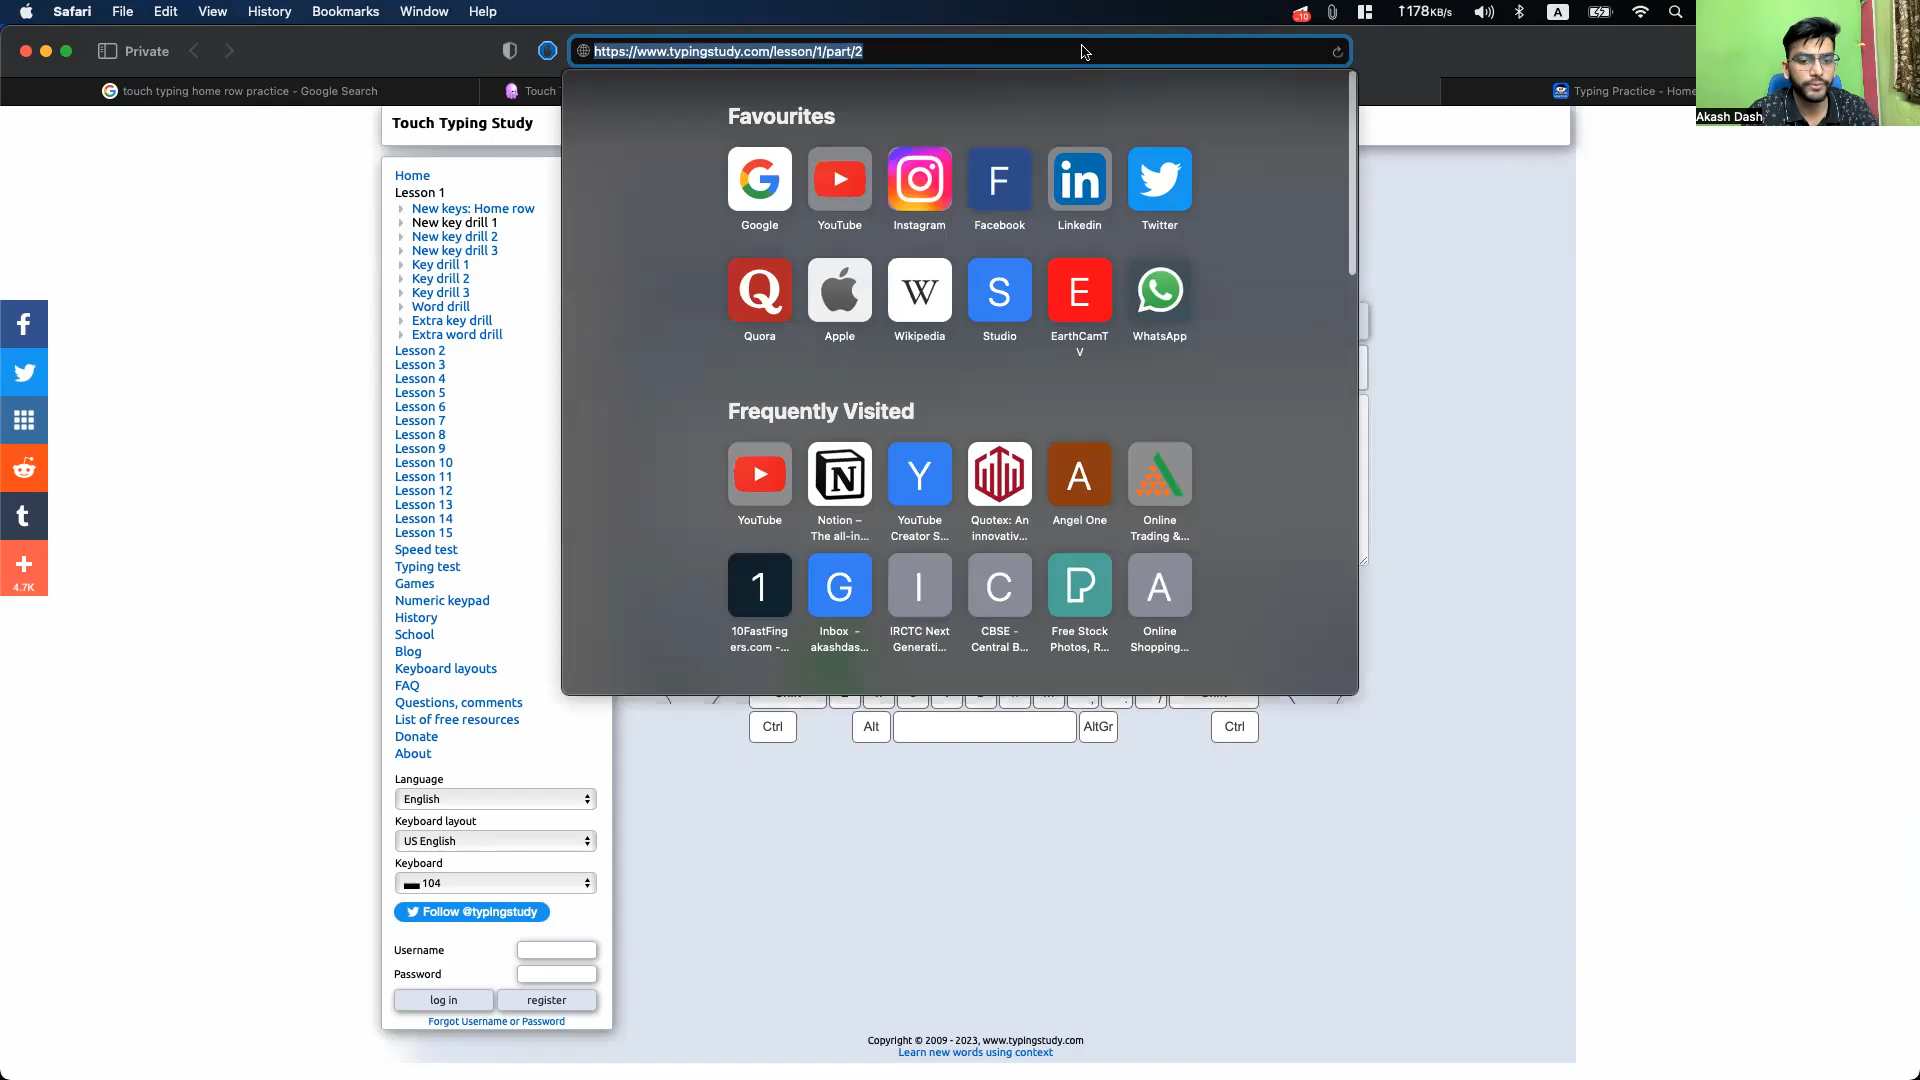 Safari File Edit View History Bookmarks Window Help
10 ↑178KB/s A
Private
https://www.typingstudy.com/lesson/1/part/2
touch typing home row practice - Google Search
Touch
Typing Practice - Home
Akash Dash
Touch Typing Study
Home
Lesson 1
New keys: Home row
New key drill 1
New key drill 2
New key drill 3
Key drill 1
Key drill 2
Key drill 3
Word drill
Extra key drill
Extra word drill
Lesson 2
Lesson 3
Lesson 4
Lesson 5
Lesson 6
Lesson 7
Lesson 8
Lesson 9
Lesson 10
Lesson 11
Lesson 12
Lesson 13
Lesson 14
Lesson 15
Speed test
Typing test
Games
Numeric keypad
History
School
Blog
Keyboard layouts
FAQ
Questions, comments
List of free resources
Donate
About
Language
English
Keyboard layout
US English
Keyboard
104
Follow @typingstudy
Username
Password
log in register
Forgot Username or Password
4.7K
Favourites
Google YouTube Instagram Facebook Linkedin Twitter
Quora Apple Wikipedia Studio EarthCamT
V
WhatsApp
Frequently Visited
YouTube
Notion –
The all-in...
YouTube
Creator S...
Quotex: An
innovativ...
Angel One
Online
Trading &...
10FastFing
ers.com -...
Inbox -
akashdas...
IRCTC Next
Generati...
CBSE -
Central B...
Free Stock
Photos, R...
Online
Shopping...
Ctrl Alt AltGr Ctrl
Copyright © 2009 - 2023, www.typingstudy.com
Learn new words using context